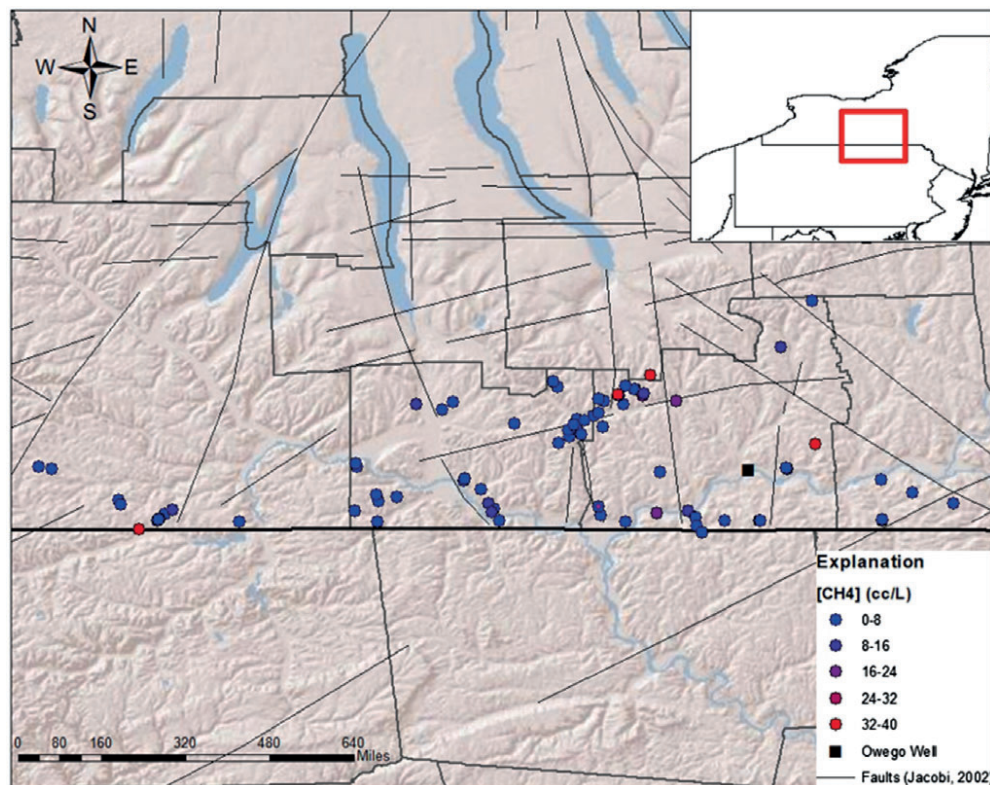 N
W E
S
Explanation
[CH4] (cc/L)
0-8
8-16
16-24
24-32
32-40
Owego Well
Faults (Jacobi, 2002)
0 80 160 320 480 640
Miles